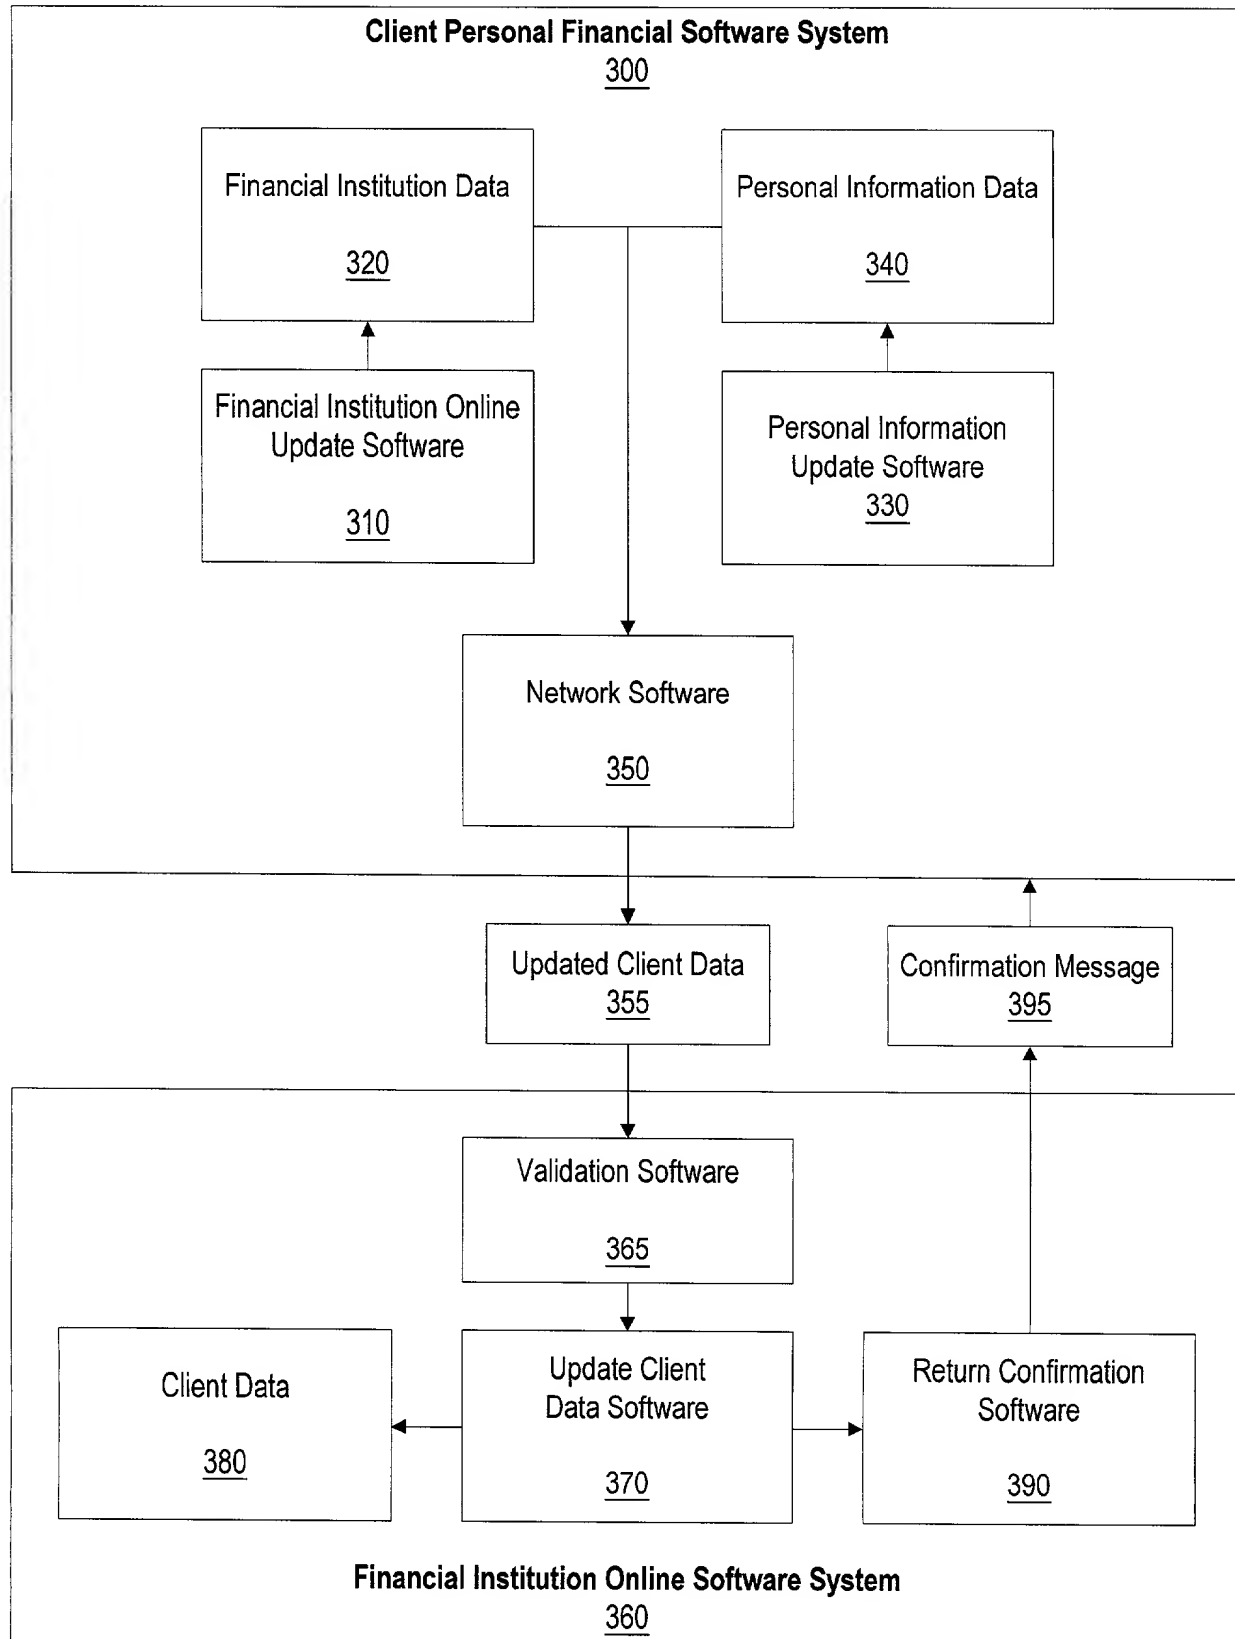 Client Personal Financial Software System
300
Financial Institution Data
320
Personal Information Data
340
Financial Institution Online
Update Software
310
Personal Information
Update Software
330
Network Software
350
Updated Client Data
355
Confirmation Message
395
Validation Software
365
Client Data
380
Update Client
Data Software
370
Return Confirmation
Software
390
Financial Institution Online Software System
360